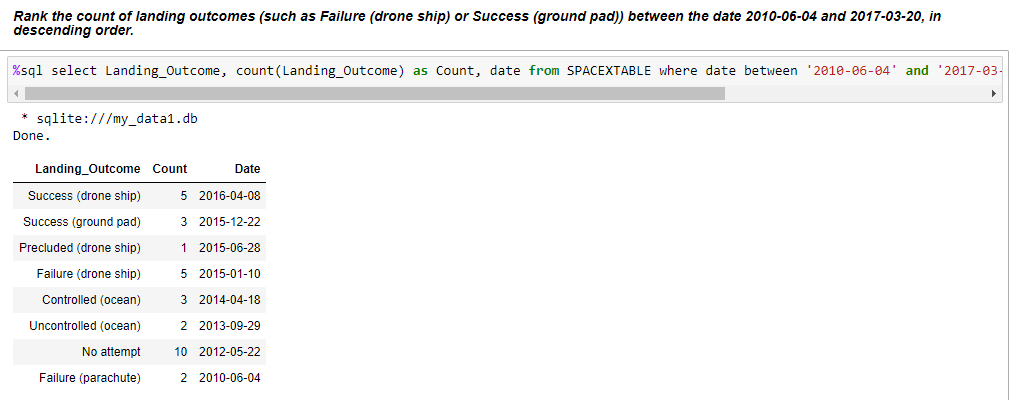 Rank the count of landing outcomes (such as Failure (drone ship) or Success (ground pad)) between the date 2010-06-04 and 2017-03-20, in
descending order.
%sql select Landing_Outcome, count(Landing_Outcome) as Count, date from SPACEXTABLE where date between '2010-06-04' and '2017-03-
* sqlite:///my_data1.db
Done.
Landing_Outcome Count Date
Success (drone ship) 5 2016-04-08
Success (ground pad) 3 2015-12-22
Precluded (drone ship) 1 2015-06-28
Failure (drone ship) 5 2015-01-10
Controlled (ocean) 3 2014-04-18
Uncontrolled (ocean) 2 2013-09-29
No attempt 10 2012-05-22
Failure (parachute) 2 2010-06-04